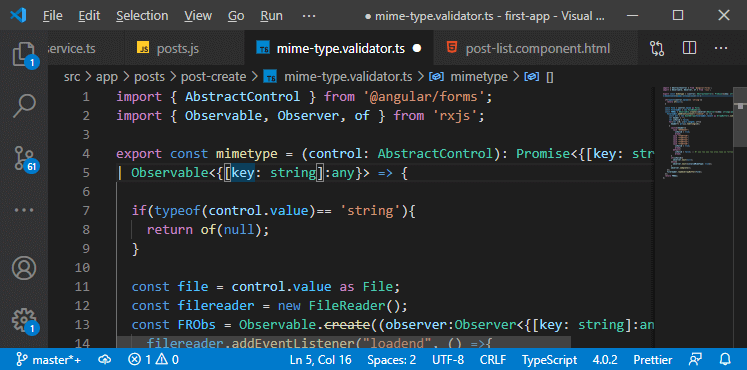 File Edit Selection View ··· ● mime-type.validator.ts - first-app - Visual ...
service.ts JS posts.js TS mime-type.validator.ts ● post-list.component.html ···
src > app > posts > post-create > TS mime-type.validator.ts > mimetype > []
1 import { AbstractControl } from '@angular/forms';
2 import { Observable, Observer, of } from 'rxjs';
3
4 export const mimetype = (control: AbstractControl): Promise<{[key: str
5 Observable<{[key: string]:any}> => {
6
7 if(typeof(control.value)== 'string'){
8 return of(null);
9 }
10
11 const file = control.value as File;
12 const filereader = new FileReader();
13 const FRObs = Observable.create((observer:Observer<{[key: string]:an
14 filereader.addEventListener("loadend", () =>{
1
61
1
1
master*+ 1 0 Ln 5, Col 16 Spaces: 2 UTF-8 CRLF TypeScript 4.0.2 Prettier